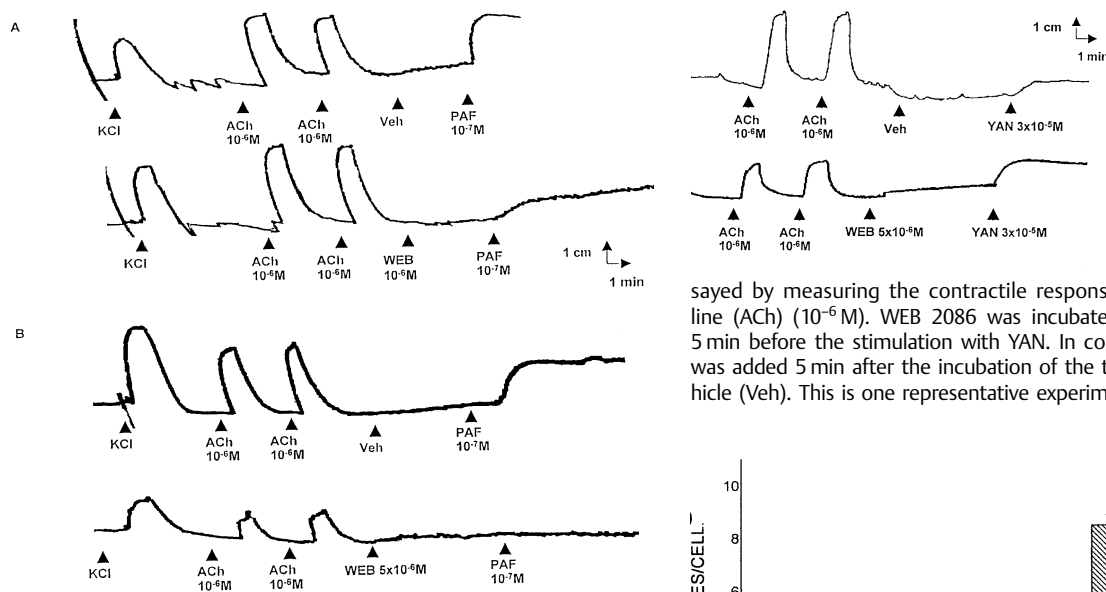 A
KCl
ACh
10⁻⁶M
ACh
10⁻⁶M
Veh
PAF
10⁻⁷M
KCl
ACh
10⁻⁶M
ACh
10⁻⁶M
WEB
10⁻⁶M
PAF
10⁻⁷M
1 cm
1 min
B
KCl
ACh
10⁻⁶M
ACh
10⁻⁶M
Veh
PAF
10⁻⁷M
KCl
ACh
10⁻⁶M
ACh
10⁻⁶M
WEB 5x10⁻⁶M
PAF
10⁻⁷M
1 cm
1 min
ACh
10⁻⁶M
ACh
10⁻⁶M
Veh
YAN 3x10⁻⁵M
ACh
10⁻⁶M
ACh
10⁻⁶M
WEB 5x10⁻⁶M
YAN 3x10⁻⁵M
sayed by measuring the contractile respons
line (ACh) (10⁻⁶ M). WEB 2086 was incubate
5 min before the stimulation with YAN. In co
was added 5 min after the incubation of the t
hicle (Veh). This is one representative experim
10
8
6
ES/CELL